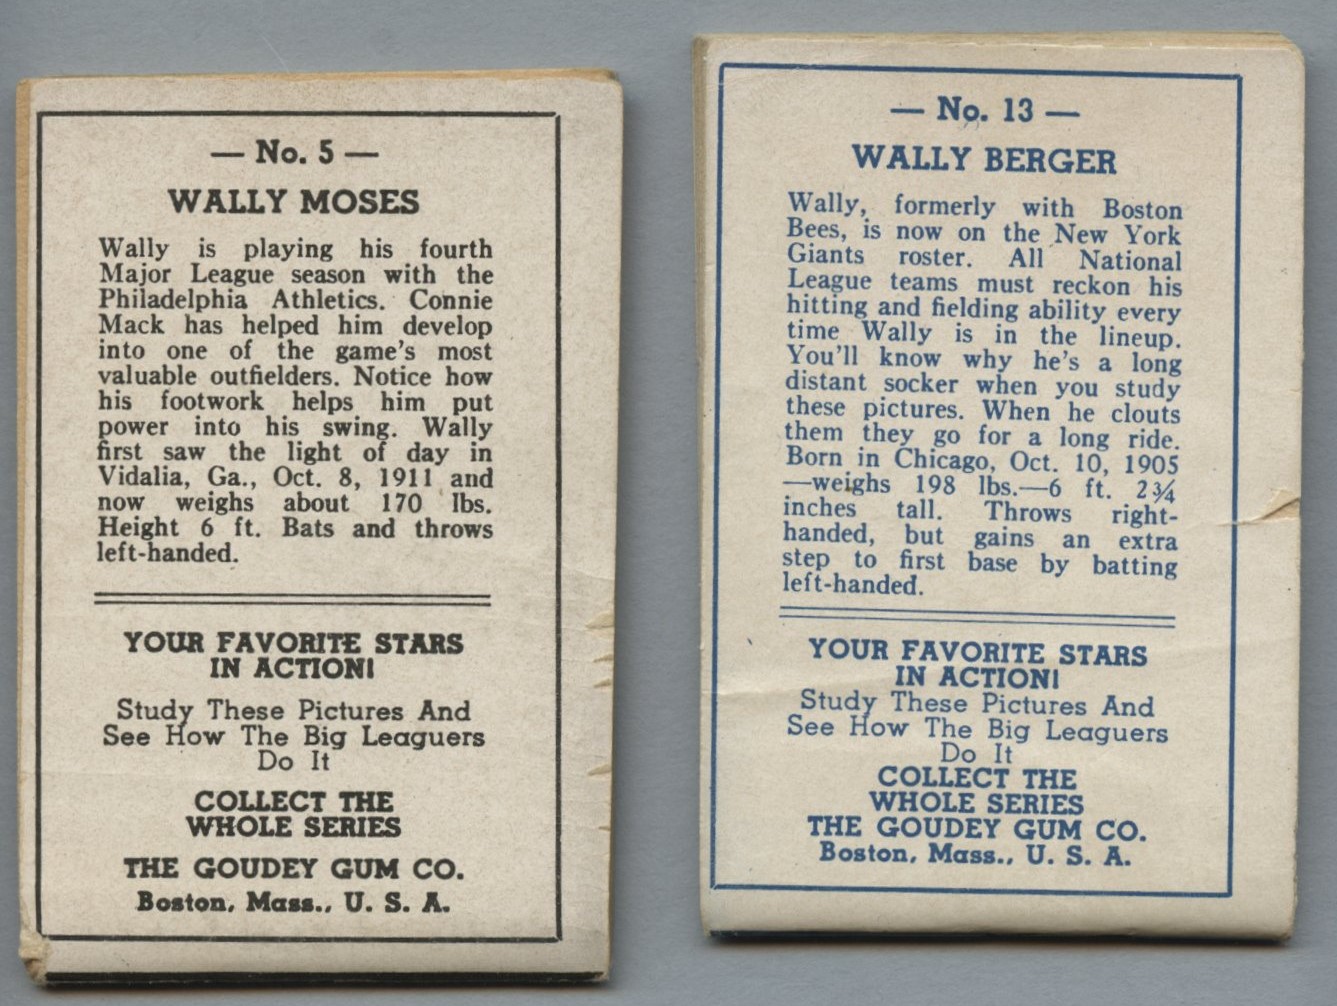 — No. 5 —
WALLY MOSES
Wally is playing his fourth
Major League season with the
Philadelphia Athletics. Connie
Mack has helped him develop
into one of the game's most
valuable outfielders. Notice how
his footwork helps him put
power into his swing. Wally
first saw the light of day in
Vidalia, Ga., Oct. 8, 1911 and
now weighs about 170 lbs.
Height 6 ft. Bats and throws
left-handed.
YOUR FAVORITE STARS
IN ACTION!
Study These Pictures And
See How The Big Leaguers
Do It
COLLECT THE
WHOLE SERIES
THE GOUDEY GUM CO.
Boston, Mass., U. S. A.
— No. 13 —
WALLY BERGER
Wally, formerly with Boston
Bees, is now on the New York
Giants roster. All National
League teams must reckon his
hitting and fielding ability every
time Wally is in the lineup.
You'll know why he's a long
distant socker when you study
these pictures. When he clouts
them they go for a long ride.
Born in Chicago, Oct. 10, 1905
—weighs 198 lbs.—6 ft. 2¾
inches tall. Throws right-
handed, but gains an extra
step to first base by batting
left-handed.
YOUR FAVORITE STARS
IN ACTION!
Study These Pictures And
See How The Big Leaguers
Do It
COLLECT THE
WHOLE SERIES
THE GOUDEY GUM CO.
Boston, Mass., U. S. A.